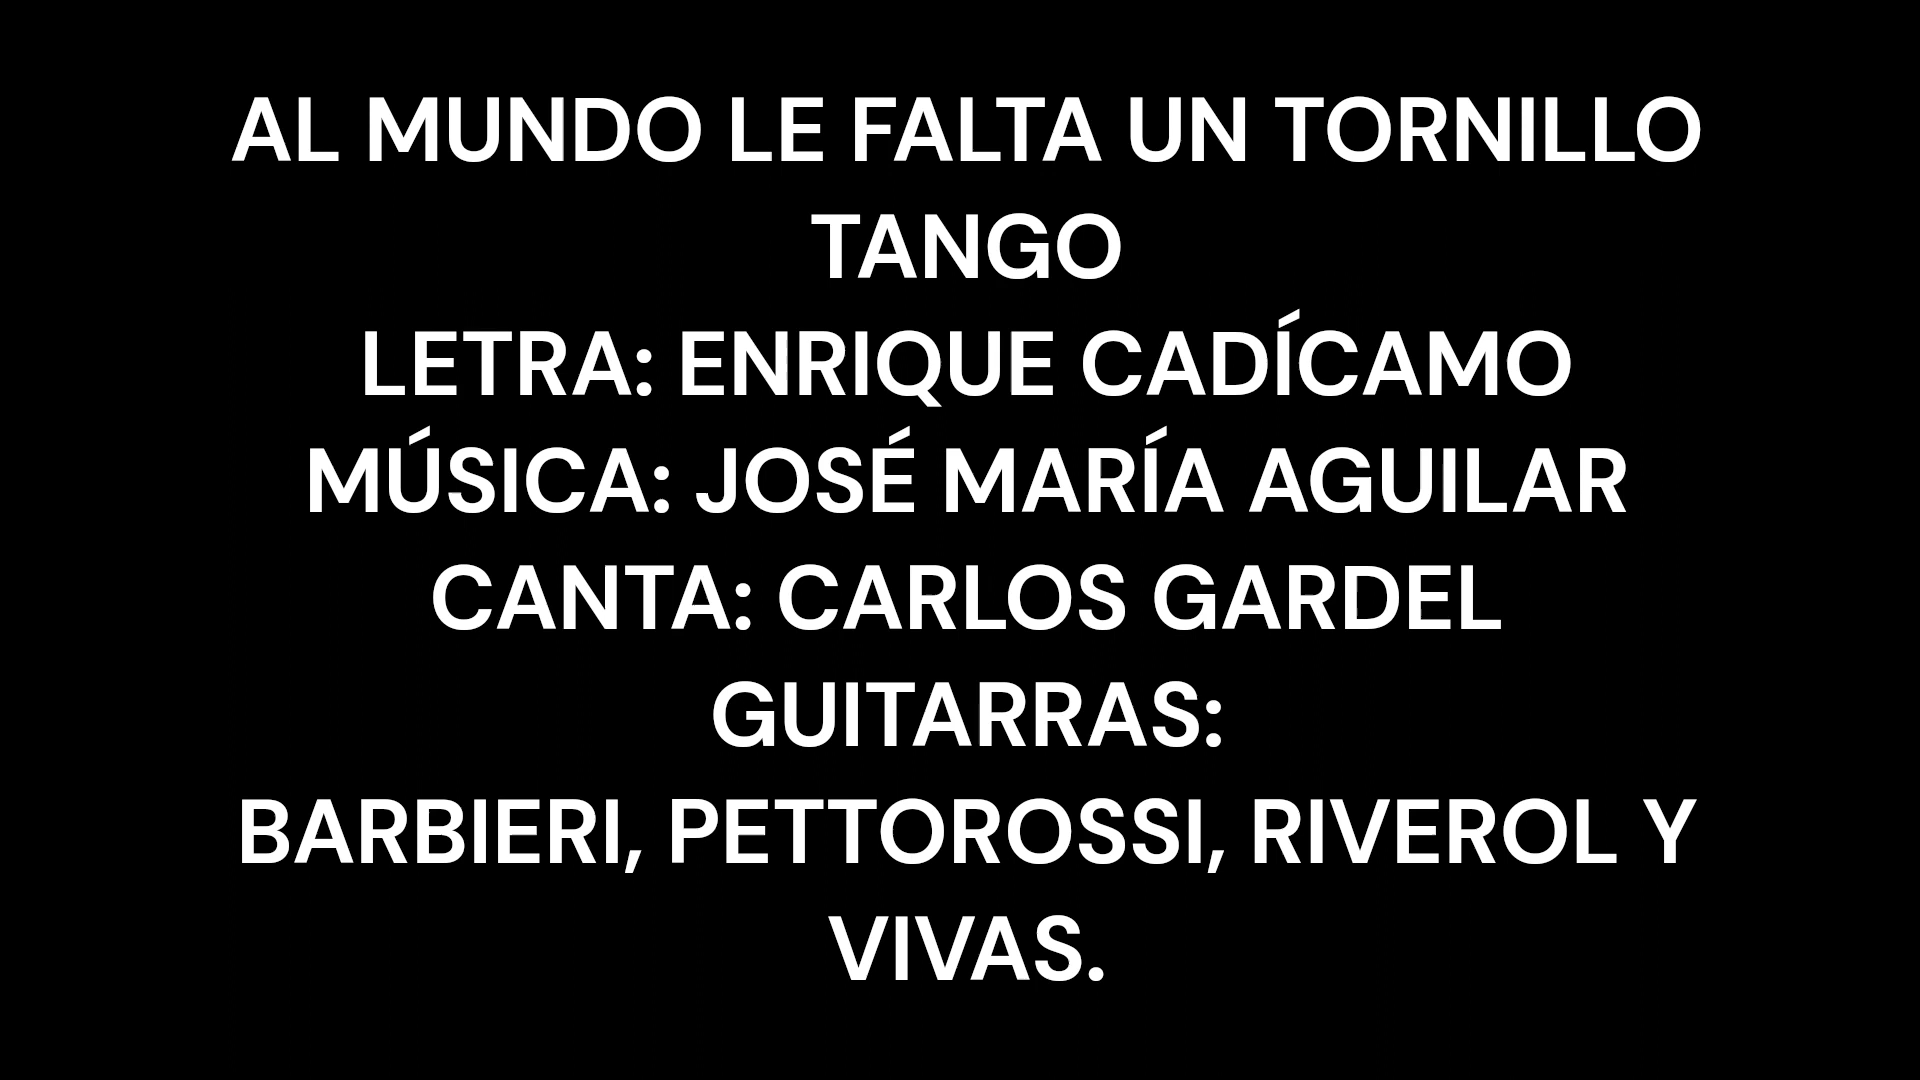 AL MUNDO LE FALTA UN TORNILLO
TANGO
LETRA: ENRIQUE CADÍCAMO
MÚSICA: JOSÉ MARÍA AGUILAR
CANTA: CARLOS GARDEL
GUITARRAS:
BARBIERI, PETTOROSSI, RIVEROL Y
VIVAS.